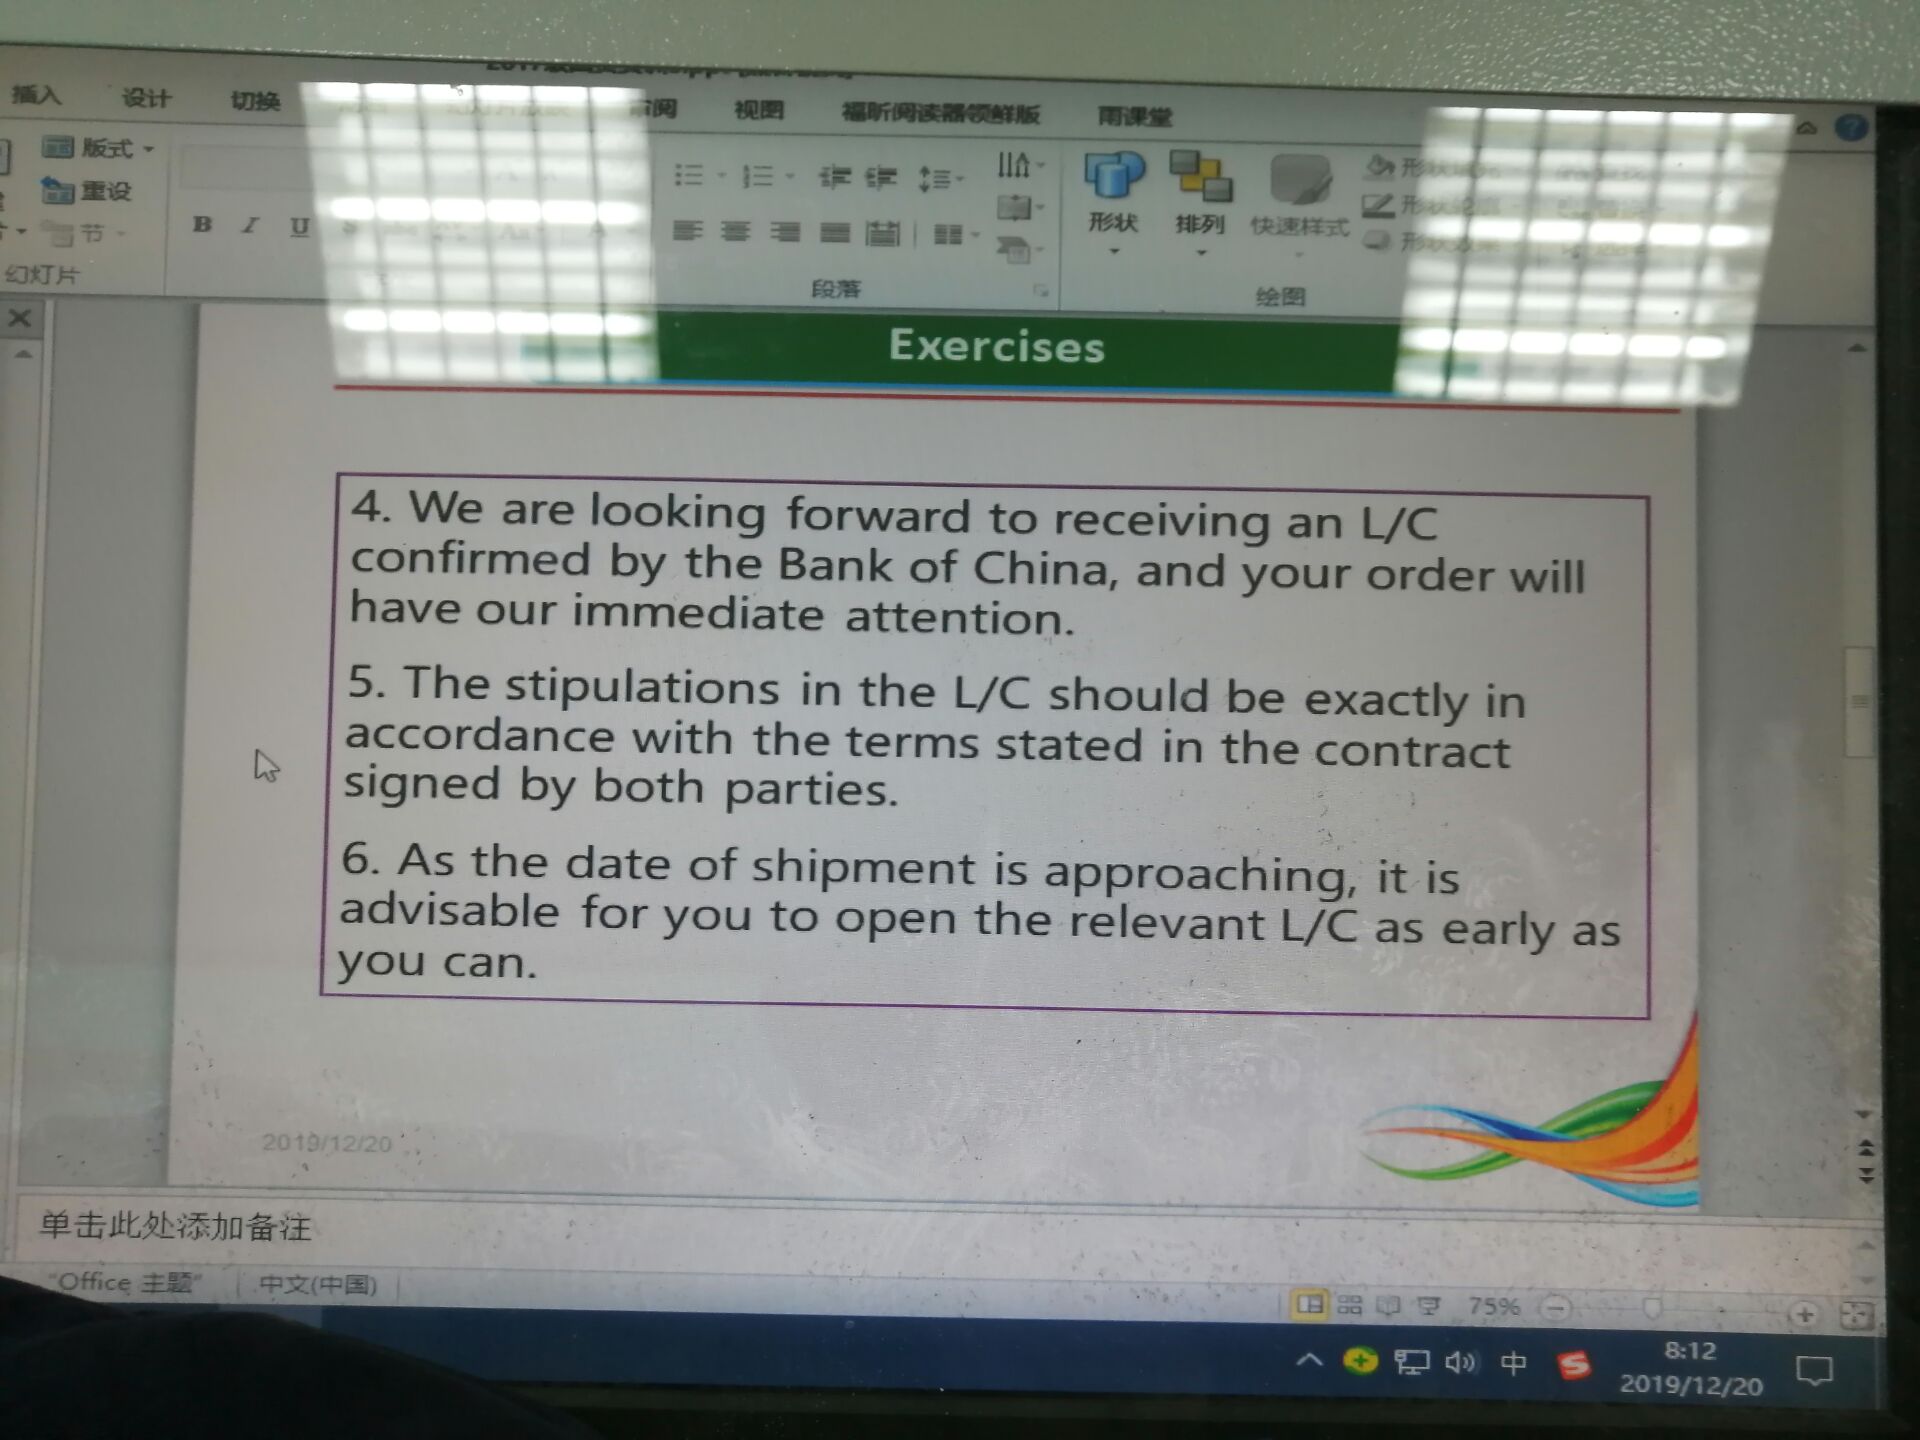 插入 设计 切换 视图 福昕阅读器领鲜版 雨课堂
版式
重设
节
B I U
形状 排列 快速样式
幻灯片 段落 绘图
Exercises
4. We are looking forward to receiving an L/C
confirmed by the Bank of China, and your order will
have our immediate attention.
5. The stipulations in the L/C should be exactly in
accordance with the terms stated in the contract
signed by both parties.
6. As the date of shipment is approaching, it is
advisable for you to open the relevant L/C as early as
you can.
2019/12/20
单击此处添加备注
"Office 主题" 中文(中国) 75%
中 8:12
2019/12/20